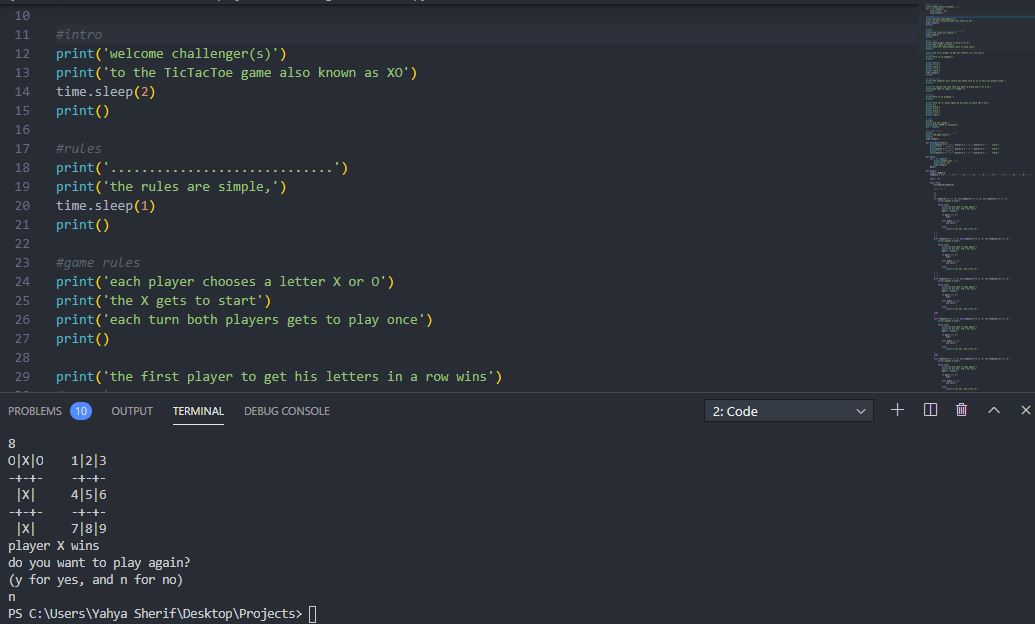 10
11 #intro
12 print('welcome challenger(s)')
13 print('to the TicTacToe game also known as XO')
14 time.sleep(2)
15 print()
16
17 #rules
18 print('............................')
19 print('the rules are simple,')
20 time.sleep(1)
21 print()
22
23 #game rules
24 print('each player chooses a letter X or O')
25 print('the X gets to start')
26 print('each turn both players gets to play once')
27 print()
28
29 print('the first player to get his letters in a row wins')
PROBLEMS 10 OUTPUT TERMINAL DEBUG CONSOLE 2: Code
8
O|X|O    1|2|3
-+-+-    -+-+-
 |X|     4|5|6
-+-+-    -+-+-
 |X|     7|8|9
player X wins
do you want to play again?
(y for yes, and n for no)
n
PS C:\Users\Yahya Sherif\Desktop\Projects>